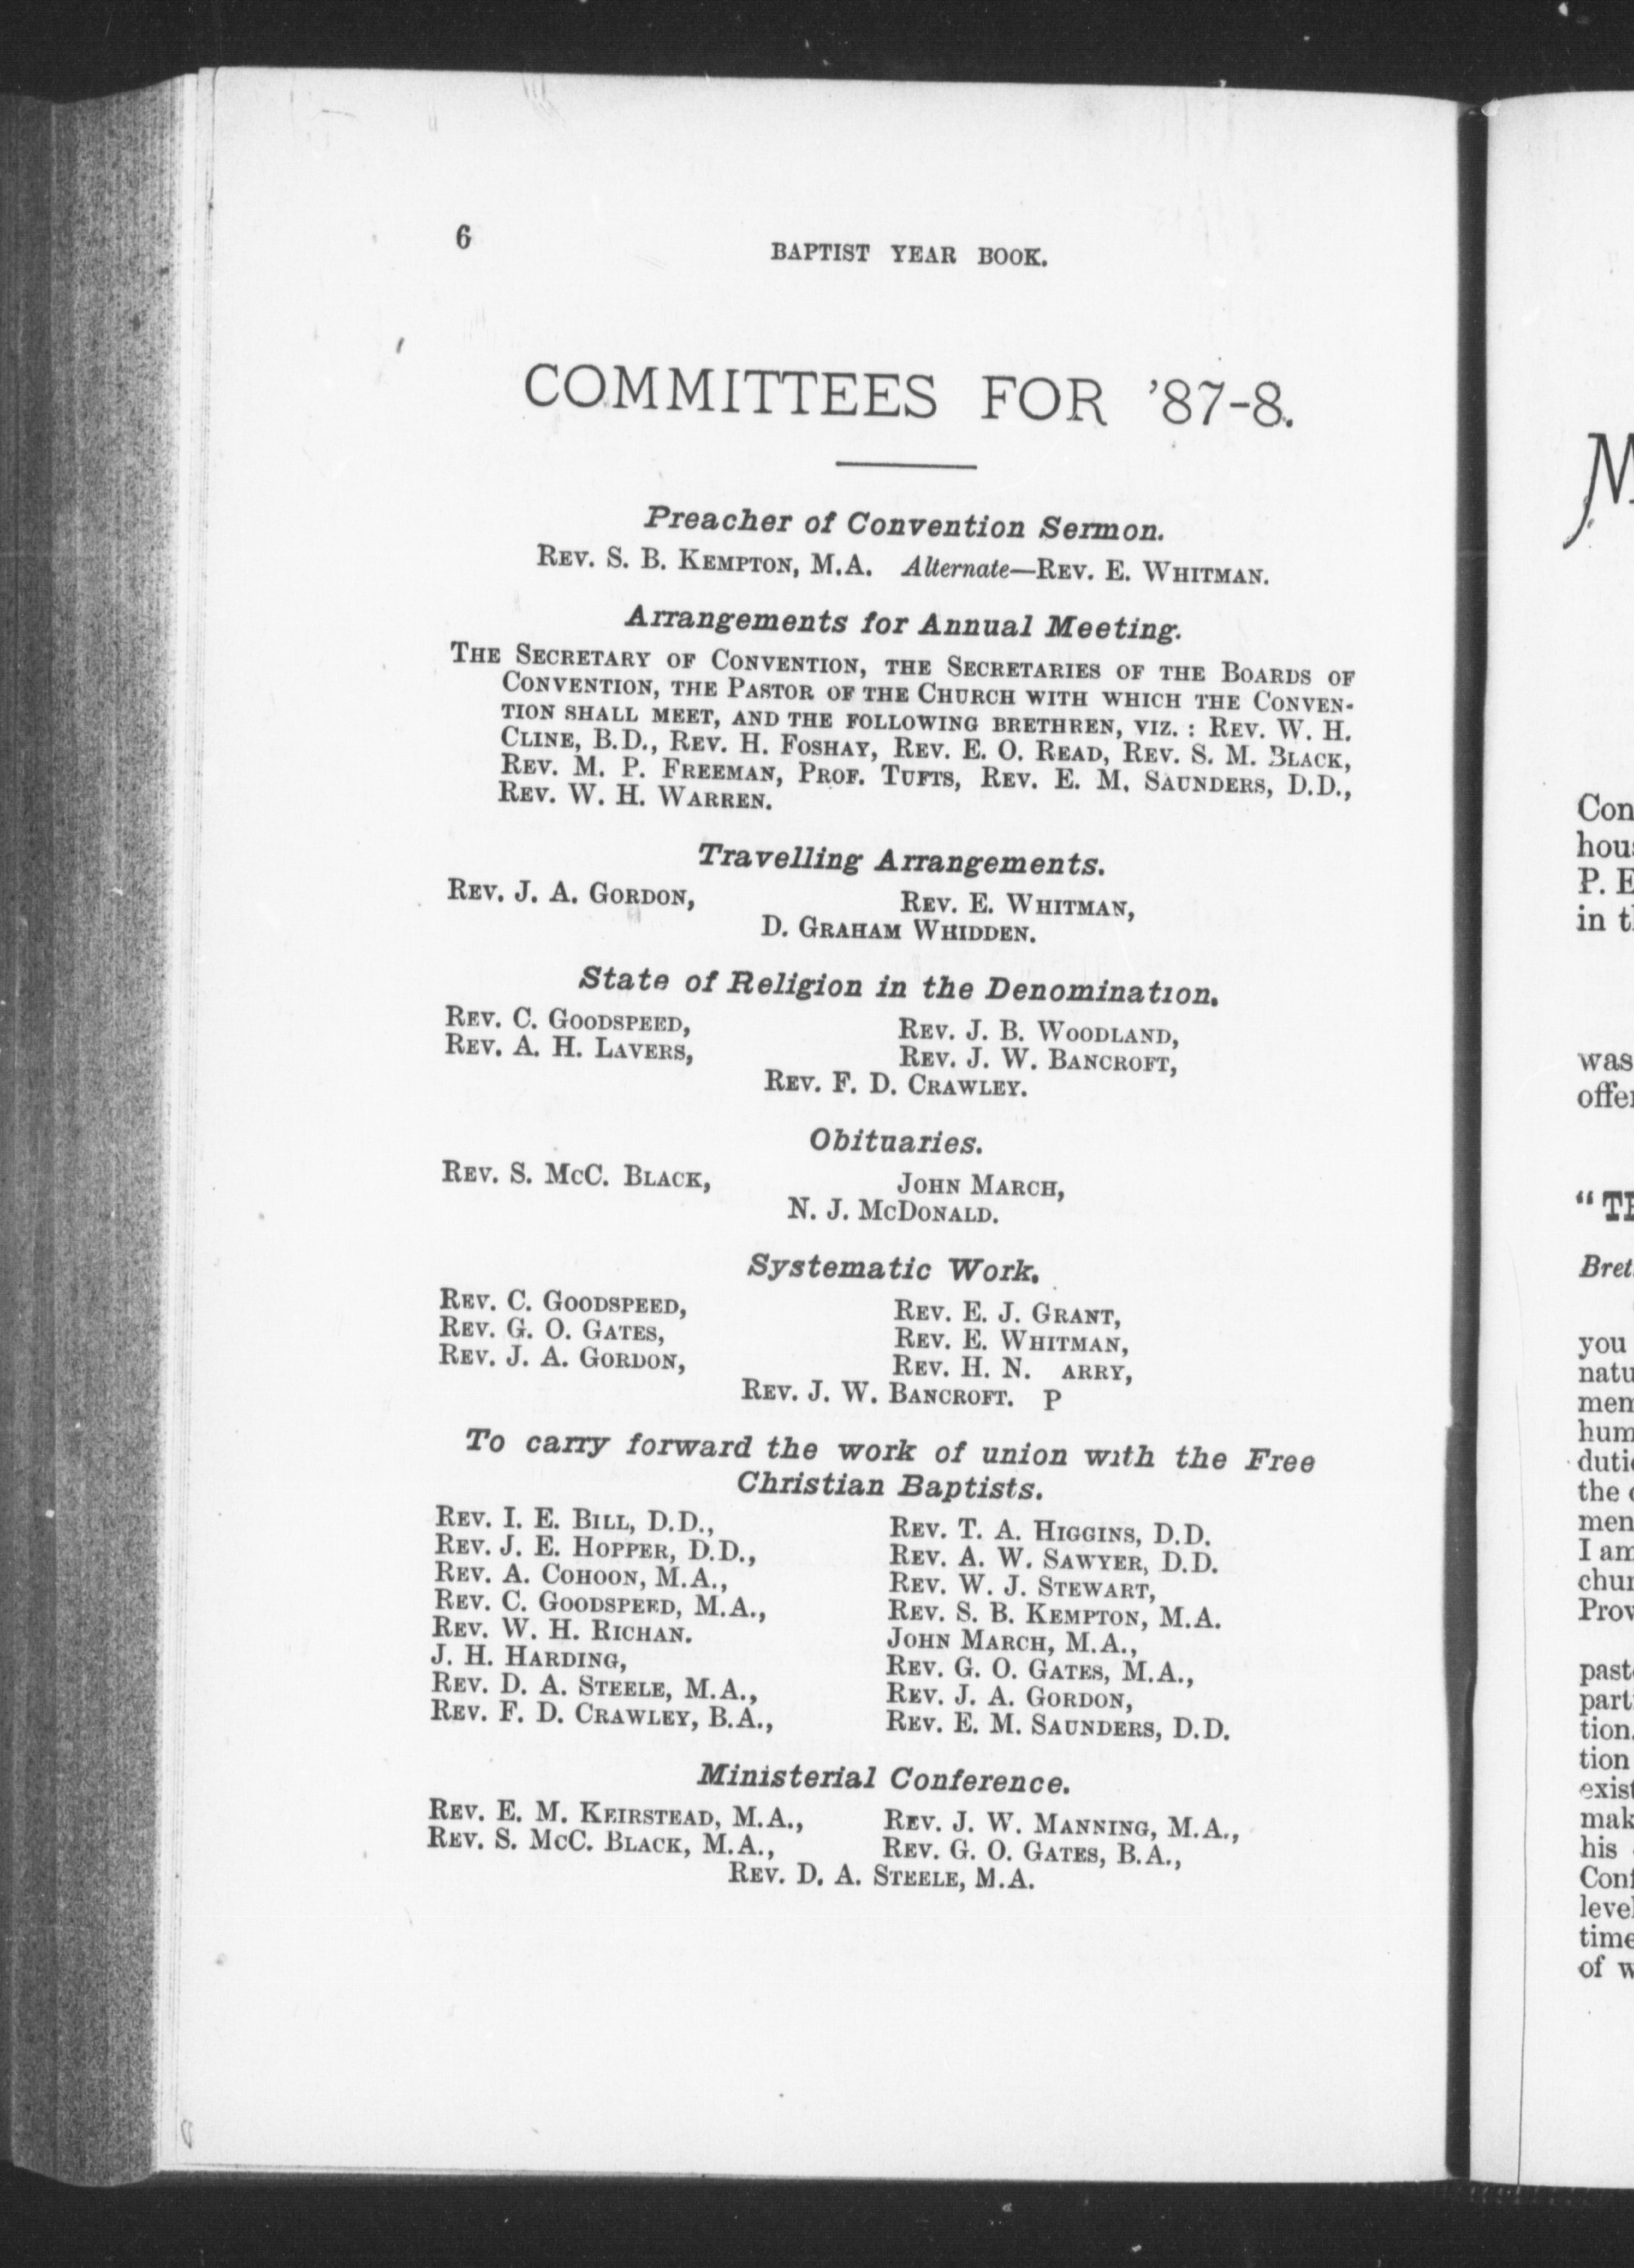 6
BAPTIST YEAR BOOK.
COMMITTEES FOR '87-8.
Preacher of Convention Sermon.
REV. S. B. KEMPTON, M.A. Alternate—REV. E. WHITMAN.
Arrangements for Annual Meeting.
THE SECRETARY OF CONVENTION, THE SECRETARIES OF THE BOARDS OF
CONVENTION, THE PASTOR OF THE CHURCH WITH WHICH THE CONVEN-
TION SHALL MEET, AND THE FOLLOWING BRETHREN, VIZ. : REV. W. H.
CLINE, B.D., REV. H. FOSHAY, REV. E. O. READ, REV. S. M. BLACK,
REV. M. P. FREEMAN, PROF. TUFTS, REV. E. M. SAUNDERS, D.D.,
REV. W. H. WARREN.
Travelling Arrangements.
REV. J. A. GORDON, REV. E. WHITMAN,
D. GRAHAM WHIDDEN.
State of Religion in the Denomination.
REV. C. GOODSPEED, REV. J. B. WOODLAND,
REV. A. H. LAVERS, REV. J. W. BANCROFT,
REV. F. D. CRAWLEY.
Obituaries.
REV. S. MCC. BLACK, JOHN MARCH,
N. J. MCDONALD.
Systematic Work.
REV. C. GOODSPEED, REV. E. J. GRANT,
REV. G. O. GATES, REV. E. WHITMAN,
REV. J. A. GORDON, REV. H. N. ARRY,
REV. J. W. BANCROFT. P
To carry forward the work of union with the Free
Christian Baptists.
REV. I. E. BILL, D.D., REV. T. A. HIGGINS, D.D.
REV. J. E. HOPPER, D.D., REV. A. W. SAWYER, D.D.
REV. A. COHOON, M.A., REV. W. J. STEWART,
REV. C. GOODSPEED, M.A., REV. S. B. KEMPTON, M.A.
REV. W. H. RICHAN. JOHN MARCH, M.A.,
J. H. HARDING, REV. G. O. GATES, M.A.,
REV. D. A. STEELE, M.A., REV. J. A. GORDON,
REV. F. D. CRAWLEY, B.A., REV. E. M. SAUNDERS, D.D.
Ministerial Conference.
REV. E. M. KEIRSTEAD, M.A., REV. J. W. MANNING, M.A.,
REV. S. MCC. BLACK, M.A., REV. G. O. GATES, B.A.,
REV. D. A. STEELE, M.A.
Con
hou
P. E
in t
was
offe
Bret
you
natu
mem
hum
duti
the
men
I am
chur
Prov
past
part
tion.
tion
exist
mak
his
Conf
level
time
of w